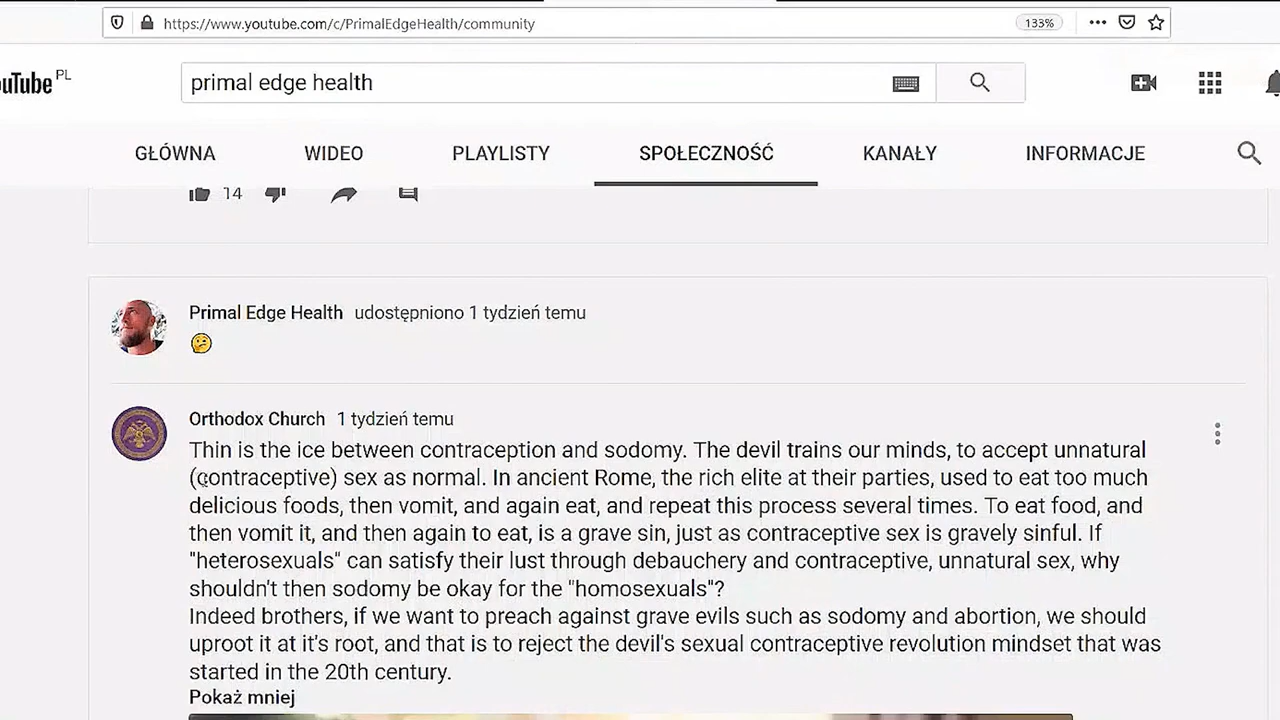 https://www.youtube.com/c/PrimalEdgeHealth/community
133%
ouTube PL
primal edge health
GŁÓWNA WIDEO PLAYLISTY SPOŁECZNOŚĆ KANAŁY INFORMACJE
14
Primal Edge Health udostępniono 1 tydzień temu
🤔
Orthodox Church 1 tydzień temu
Thin is the ice between contraception and sodomy. The devil trains our minds, to accept unnatural
(contraceptive) sex as normal. In ancient Rome, the rich elite at their parties, used to eat too much
delicious foods, then vomit, and again eat, and repeat this process several times. To eat food, and
then vomit it, and then again to eat, is a grave sin, just as contraceptive sex is gravely sinful. If
"heterosexuals" can satisfy their lust through debauchery and contraceptive, unnatural sex, why
shouldn't then sodomy be okay for the "homosexuals"?
Indeed brothers, if we want to preach against grave evils such as sodomy and abortion, we should
uproot it at it's root, and that is to reject the devil's sexual contraceptive revolution mindset that was
started in the 20th century.
Pokaż mniej